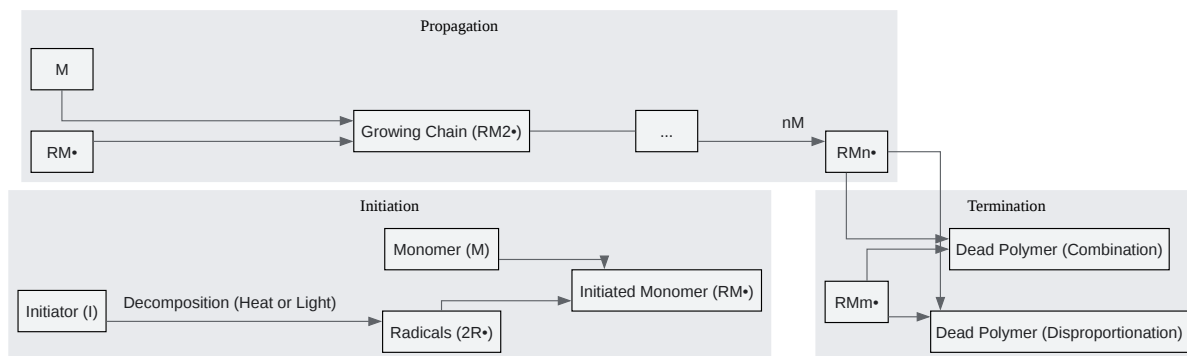 Propagation
M
Growing Chain (RM2•)
...
nM
RM•
RMn•
Initiation
Monomer (M)
Initiated Monomer (RM•)
Initiator (I)
Decomposition (Heat or Light)
Radicals (2R•)
Termination
Dead Polymer (Combination)
RMm•
Dead Polymer (Disproportionation)